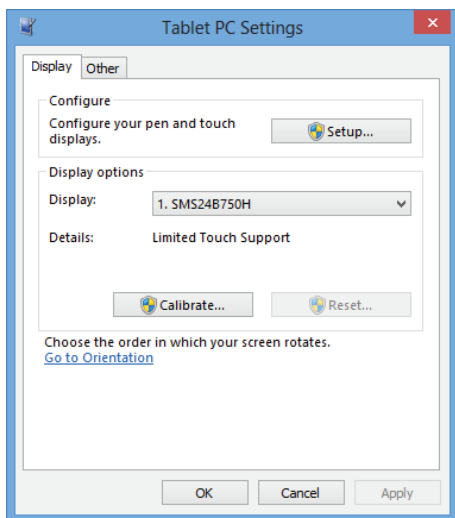 Tablet PC Settings
Display Other
Configure
Configure your pen and touch
displays.
Setup...
Display options
Display: 1. SMS24B750H
Details: Limited Touch Support
Calibrate... Reset...
Choose the order in which your screen rotates.
Go to Orientation
OK Cancel Apply